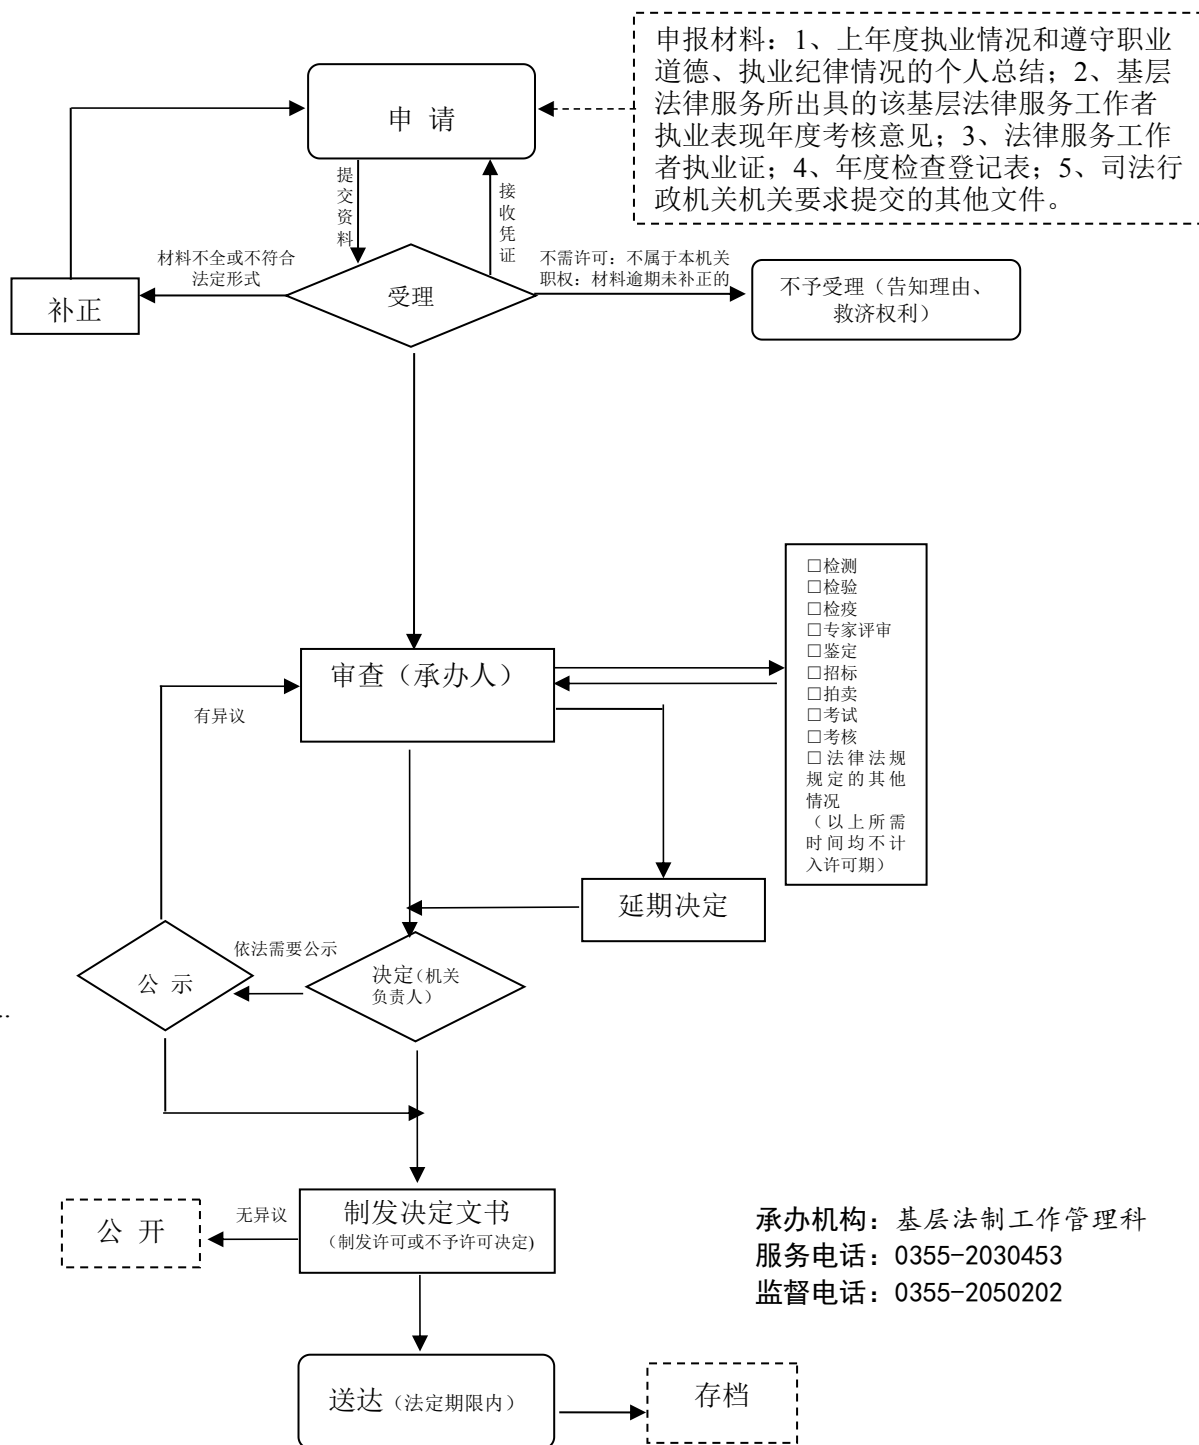 申报材料：1、上年度执业情况和遵守职业
道德、执业纪律情况的个人总结；2、基层
法律服务所出具的该基层法律服务工作者
执业表现年度考核意见；3、法律服务工作
者执业证；4、年度检查登记表；5、司法行
政机关机关要求提交的其他文件。
申 请
提交资料
接收凭证
材料不全或不符合
法定形式
不需许可：不属于本机关
职权：材料逾期未补正的
补正
受理
不予受理（告知理由、
救济权利）
□检测
□检验
□检疫
□专家评审
□鉴定
□招标
□拍卖
□考试
□考核
□法律法规
规定的其他
情况
（以上所需
时间均不计
入许可期）
审查（承办人）
有异议
延期决定
依法需要公示
公 示
决定（机关
负责人）
..
制发决定文书
（制发许可或不予许可决定)
无异议
公 开
承办机构：基层法制工作管理科
服务电话：0355-2030453
监督电话：0355-2050202
送达（法定期限内）
存档